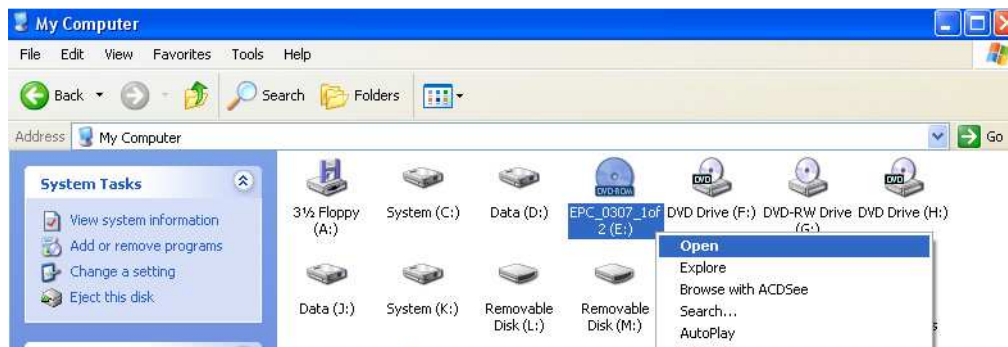 My Computer
File Edit View Favorites Tools Help
Back Search Folders
Address My Computer Go
System Tasks
View system information
Add or remove programs
Change a setting
Eject this disk
3½ Floppy (A:)
System (C:)
Data (D:)
DVD-ROM
EPC_0307_1of
2 (E:)
DVD
DVD Drive (F:)
DVD-RW Drive
(G:)
DVD
DVD Drive (H:)
Data (J:)
System (K:)
Removable
Disk (L:)
Removable
Disk (M:)
Open
Explore
Browse with ACDSee
Search...
AutoPlay